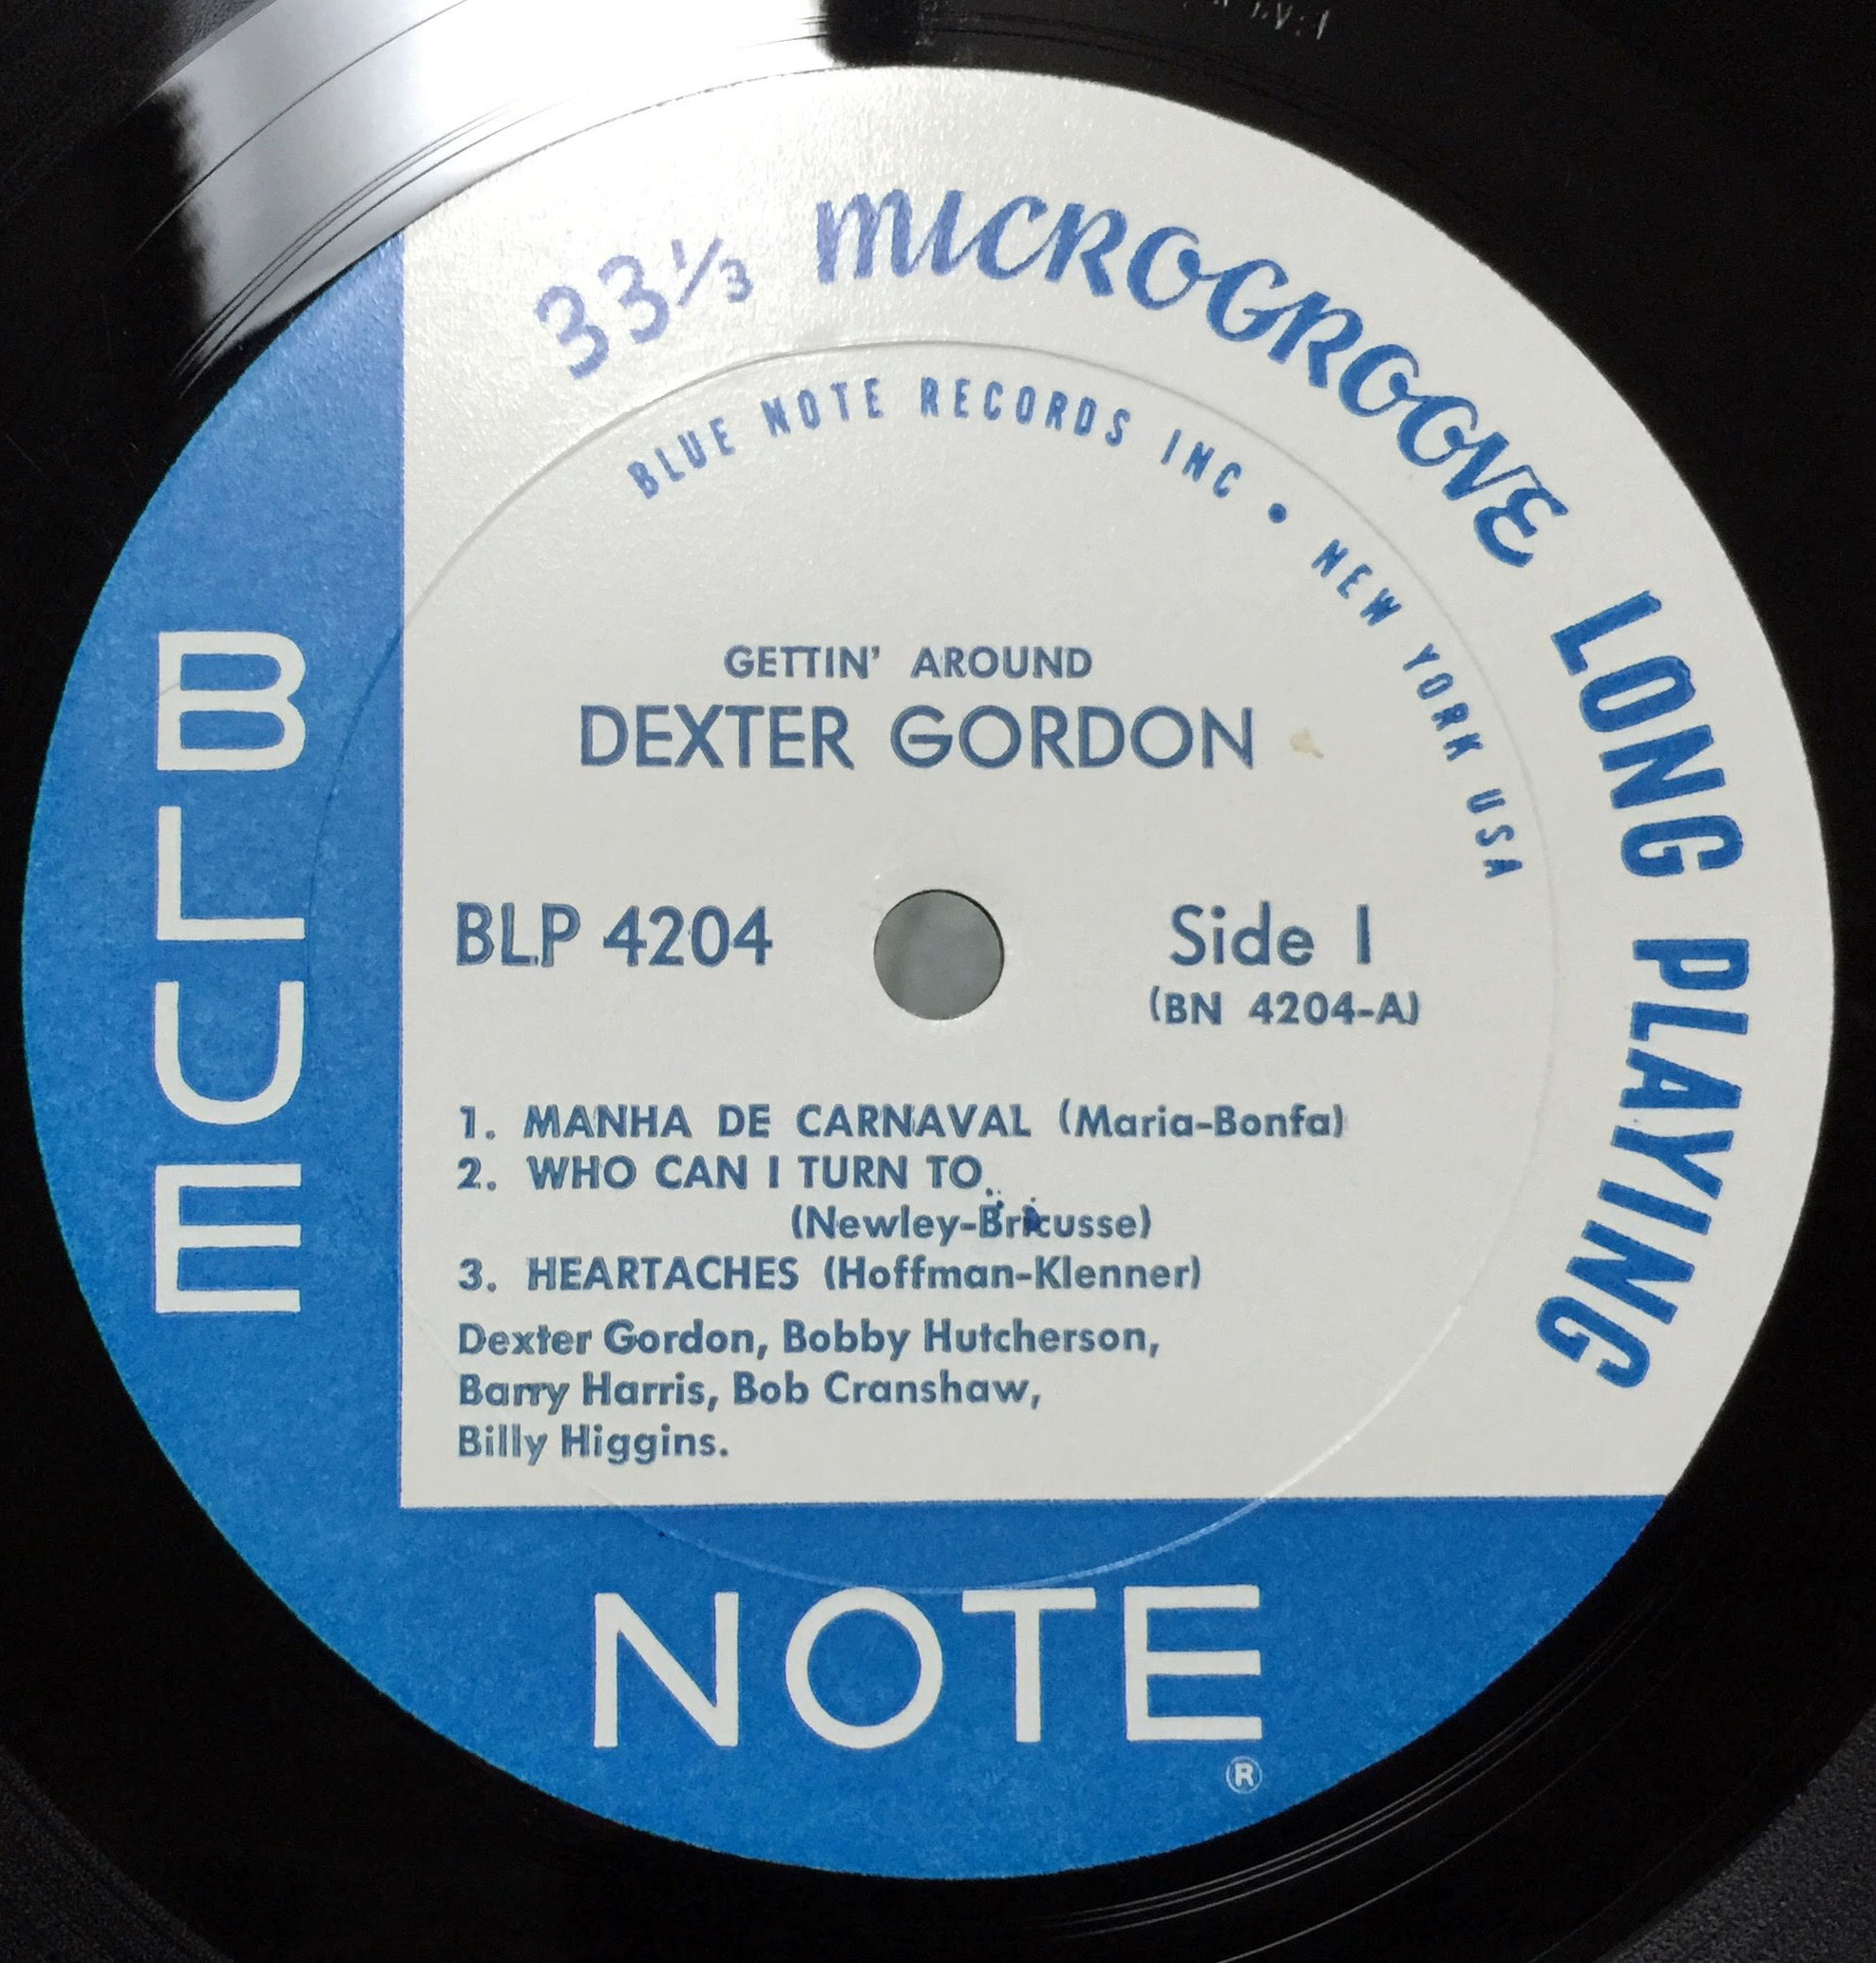 33⅓ MICROGROOVE LONG PLAYING
BLUE NOTE RECORDS INC • NEW YORK USA
GETTIN' AROUND
DEXTER GORDON
BLP 4204
Side 1
(BN 4204-A)
1. MANHA DE CARNAVAL (Maria-Bonfa)
2. WHO CAN I TURN TO
(Newley-Bricusse)
3. HEARTACHES (Hoffman-Klenner)
Dexter Gordon, Bobby Hutcherson,
Barry Harris, Bob Cranshaw,
Billy Higgins.
BLUE
NOTE
®